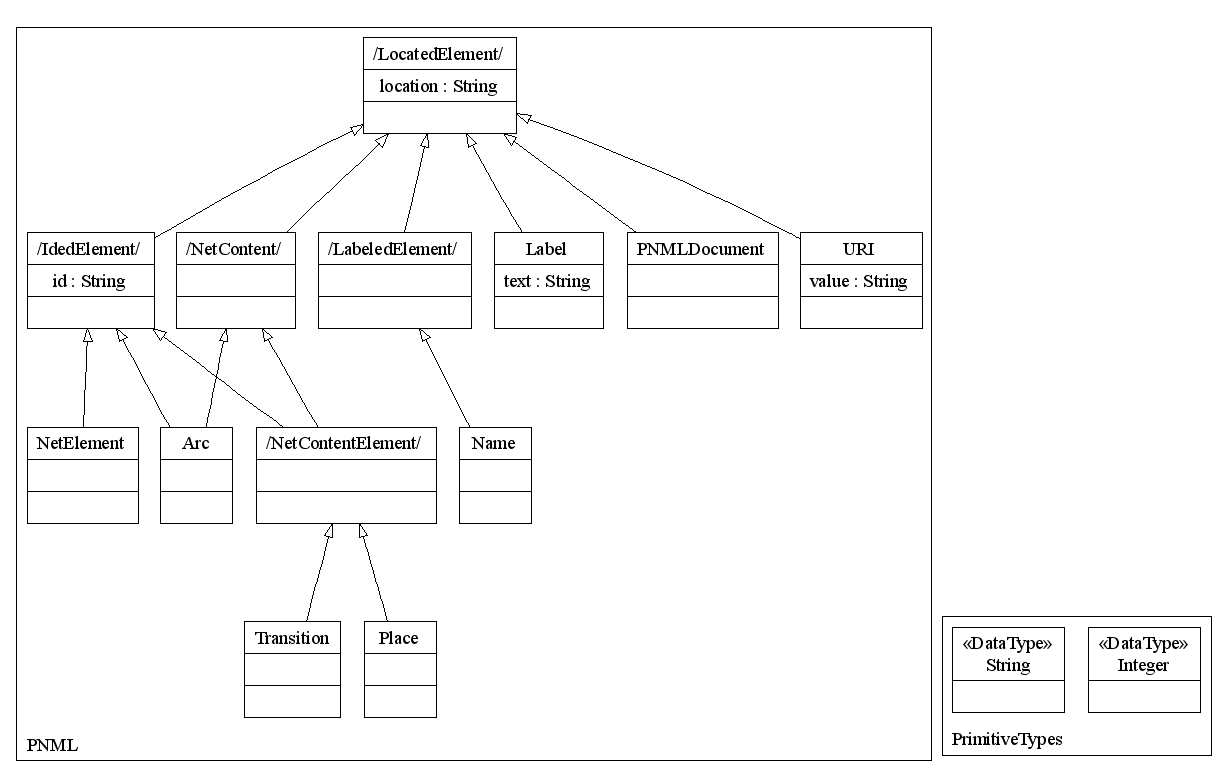 /LocatedElement/
location : String
/IdedElement/
id : String
/NetContent/
/LabeledElement/
Label
text : String
PNMLDocument
URI
value : String
NetElement
Arc
/NetContentElement/
Name
Transition
Place
PNML
«DataType»
String
«DataType»
Integer
PrimitiveTypes